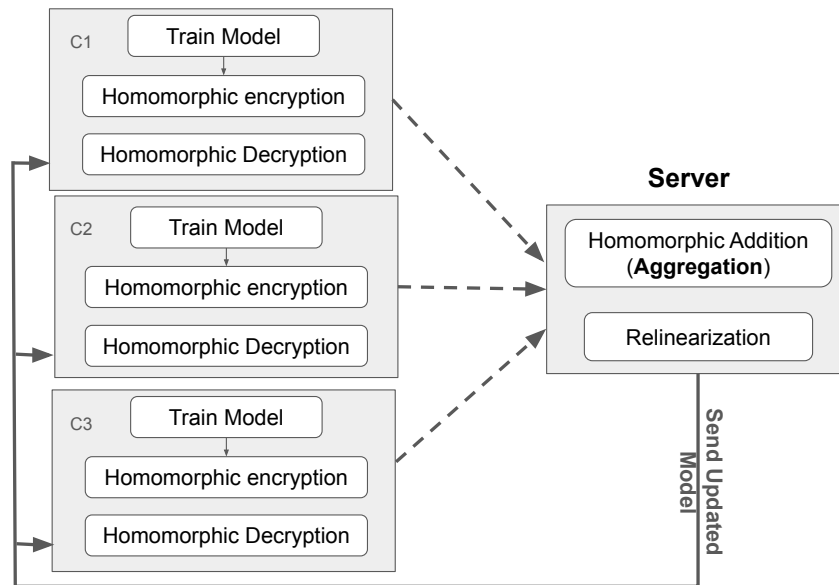 C1
Train Model
Homomorphic encryption
Homomorphic Decryption
C2
Train Model
Homomorphic encryption
Homomorphic Decryption
C3
Train Model
Homomorphic encryption
Homomorphic Decryption
Server
Homomorphic Addition
(Aggregation)
Relinearization
Send Updated
Model